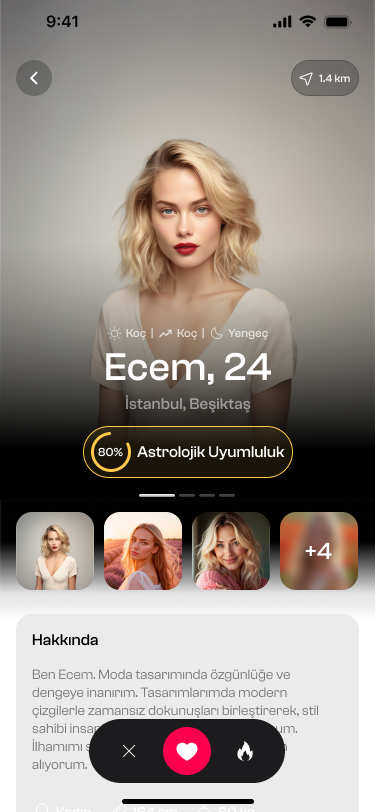 9:41
1.4 km
Koç | Koç | Yengeç
Ecem, 24
İstanbul, Beşiktaş
80% Astrolojik Uyumluluk
+4
Hakkında
Ben Ecem. Moda tasarımında özgünlüğe ve
dengeye inanırım. Tasarımlarımda modern
çizgilerle zamansız dokunuşları birleştirerek, stil
sahibi
İlhamımı
alıyorum.
Kadın